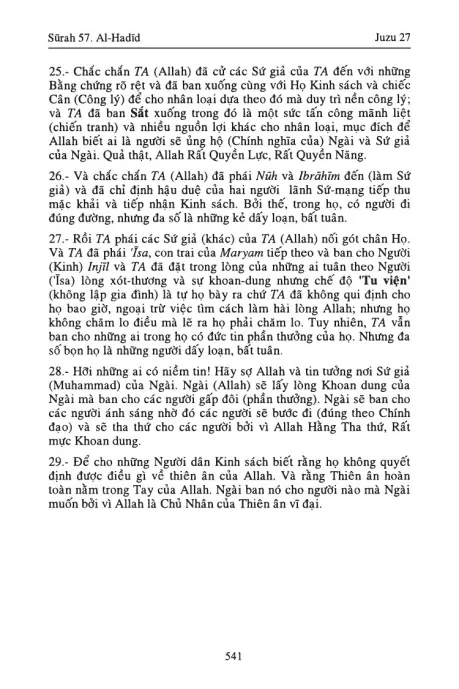 Sūrah 57. Al-Hadīd
Juzu 27
25.- Chắc chắn TA (Allah) đã cử các Sứ giả của TA đến với những
Bằng chứng rõ rệt và đã ban xuống cùng với Họ Kinh sách và chiếc
Cân (Công lý) để cho nhân loại dựa theo đó mà duy trì nền công lý;
và TA đã ban Sắt xuống trong đó là một sức tấn công mãnh liệt
(chiến tranh) và nhiều nguồn lợi khác cho nhân loại, mục đích để
Allah biết ai là người sẽ ủng hộ (Chính nghĩa của) Ngài và Sứ giả
của Ngài. Quả thật, Allah Rất Quyền Lực, Rất Quyền Năng.
26.- Và chắc chắn TA (Allah) đã phái Nūh và Ibrāhīm đến (làm Sứ
giả) và đã chỉ định hậu duệ của hai người lãnh Sứ-mạng tiếp thu
mặc khải và tiếp nhận Kinh sách. Bởi thế, trong họ, có người đi
đúng đường, nhưng đa số là những kẻ dấy loạn, bất tuân.
27.- Rồi TA phái các Sứ giả (khác) của TA (Allah) nối gót chân Họ.
Và TA đã phái 'Īsa, con trai của Maryam tiếp theo và ban cho Người
(Kinh) Injīl và TA đã đặt trong lòng của những ai tuân theo Người
('Īsa) lòng xót-thương và sự khoan-dung nhưng chế độ 'Tu viện'
(không lập gia đình) là tự họ bày ra chứ TA đã không qui định cho
họ bao giờ, ngoại trừ việc tìm cách làm hài lòng Allah; nhưng họ
không chăm lo điều mà lẽ ra họ phải chăm lo. Tuy nhiên, TA vẫn
ban cho những ai trong họ có đức tin phần thưởng của họ. Nhưng đa
số bọn họ là những người dấy loạn, bất tuân.
28.- Hỡi những ai có niềm tin! Hãy sợ Allah và tin tưởng nơi Sứ giả
(Muhammad) của Ngài. Ngài (Allah) sẽ lấy lòng Khoan dung của
Ngài mà ban cho các người gấp đôi (phần thưởng). Ngài sẽ ban cho
các người ánh sáng nhờ đó các người sẽ bước đi (đúng theo Chính
đạo) và sẽ tha thứ cho các người bởi vì Allah Hằng Tha thứ, Rất
mực Khoan dung.
29.- Để cho những Người dân Kinh sách biết rằng họ không quyết
định được điều gì về thiên ân của Allah. Và rằng Thiên ân hoàn
toàn nằm trong Tay của Allah. Ngài ban nó cho người nào mà Ngài
muốn bởi vì Allah là Chủ Nhân của Thiên ân vĩ đại.
541